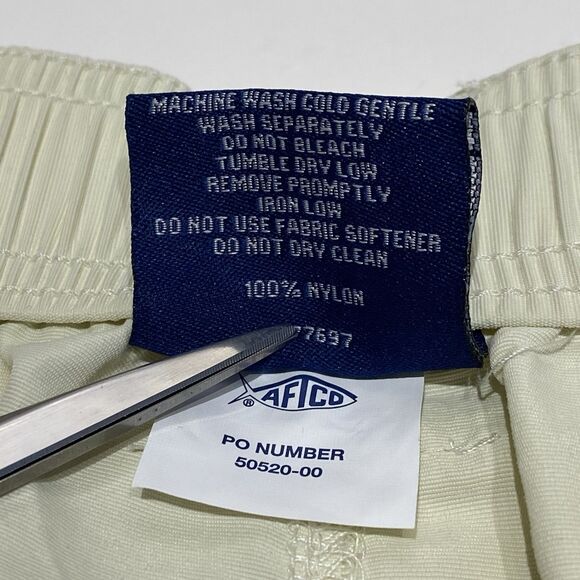 MACHINE WASH COLD GENTLE
WASH SEPARATELY
DO NOT BLEACH
TUMBLE DRY LOW
REMOVE PROMPTLY
IRON LOW
DO NOT USE FABRIC SOFTENER
DO NOT DRY CLEAN
100% NYLON
® AFTCO
PO NUMBER
50520-00